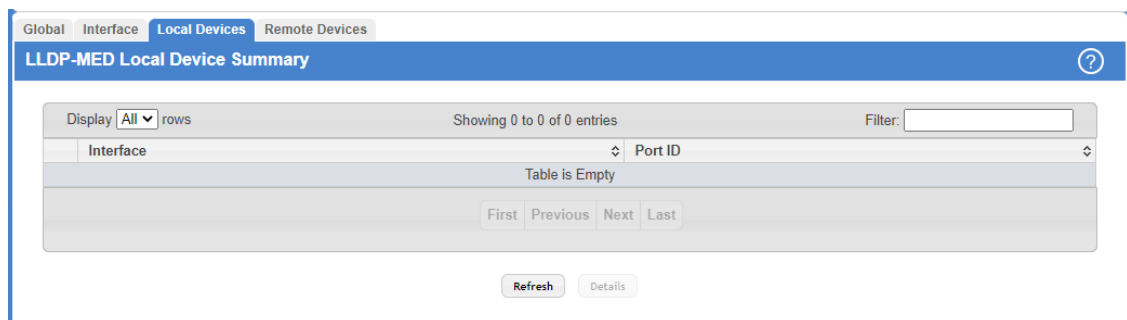 Global Interface Local Devices Remote Devices
LLDP-MED Local Device Summary ?
Display All rows Showing 0 to 0 of 0 entries Filter:
Interface Port ID
Table is Empty
First Previous Next Last
Refresh Details